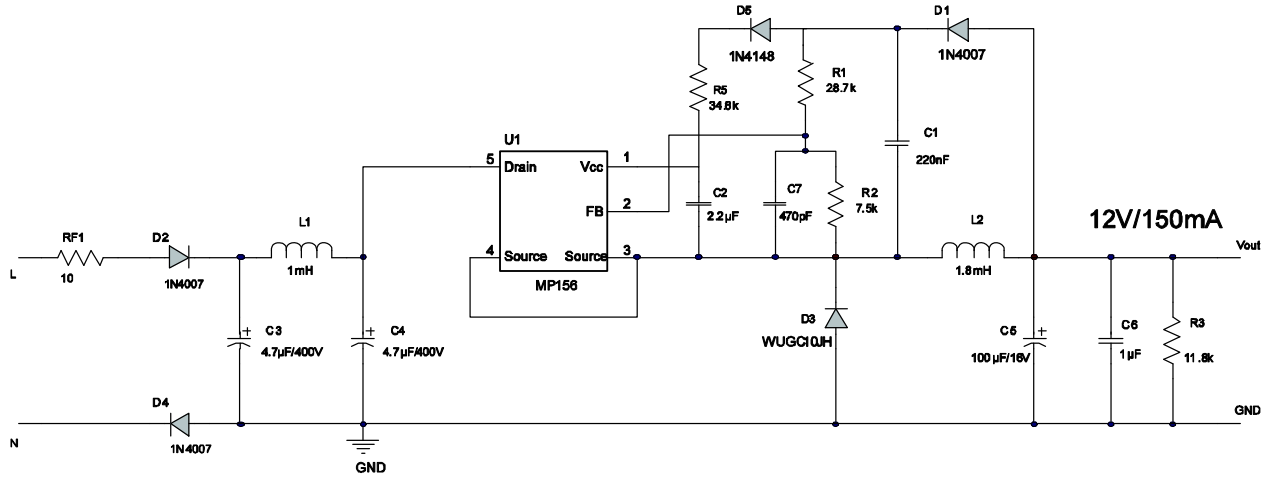 D5
1N4148
D1
1N4007
R5
34.8k
R1
28.7k
C1
220nF
U1
5 Drain Vcc 1
FB 2
4 Source Source 3
MP156
C2
2.2µF
C7
470pF
R2
7.5k
L2
1.8mH
12V/150mA
Vout
L
RF1
10
D2
1N4007
L1
1mH
C3
4.7µF/400V
C4
4.7µF/400V
D3
WUGC10JH
C5
100µF/16V
C6
1µF
R3
11.8k
N
D4
1N4007
GND
GND